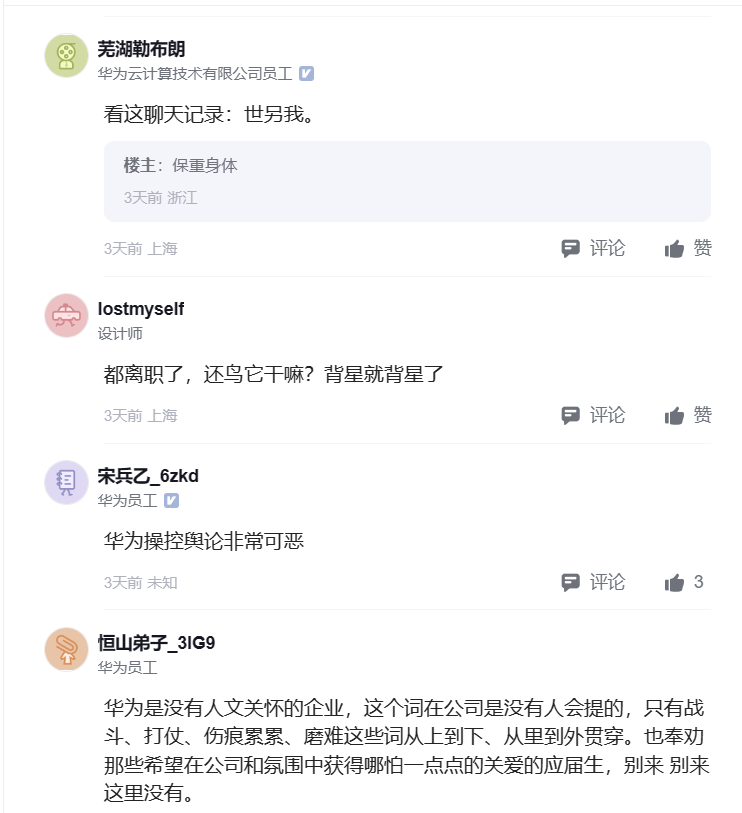 芜湖勒布朗
华为云计算技术有限公司员工
看这聊天记录：世另我。
楼主：保重身体
3天前 浙江
3天前 上海 评论 赞
lostmyself
设计师
都离职了，还鸟它干嘛？背星就背星了
3天前 上海 评论 赞
宋兵乙_6zkd
华为员工
华为操控舆论非常可恶
3天前 未知 评论 3
恒山弟子_3lG9
华为员工
华为是没有人文关怀的企业，这个词在公司是没有人会提的，只有战
斗、打仗、伤痕累累、磨难这些词从上到下、从里到外贯穿。也奉劝
那些希望在公司和氛围中获得哪怕一点点的关爱的应届生，别来 别来
这里没有。